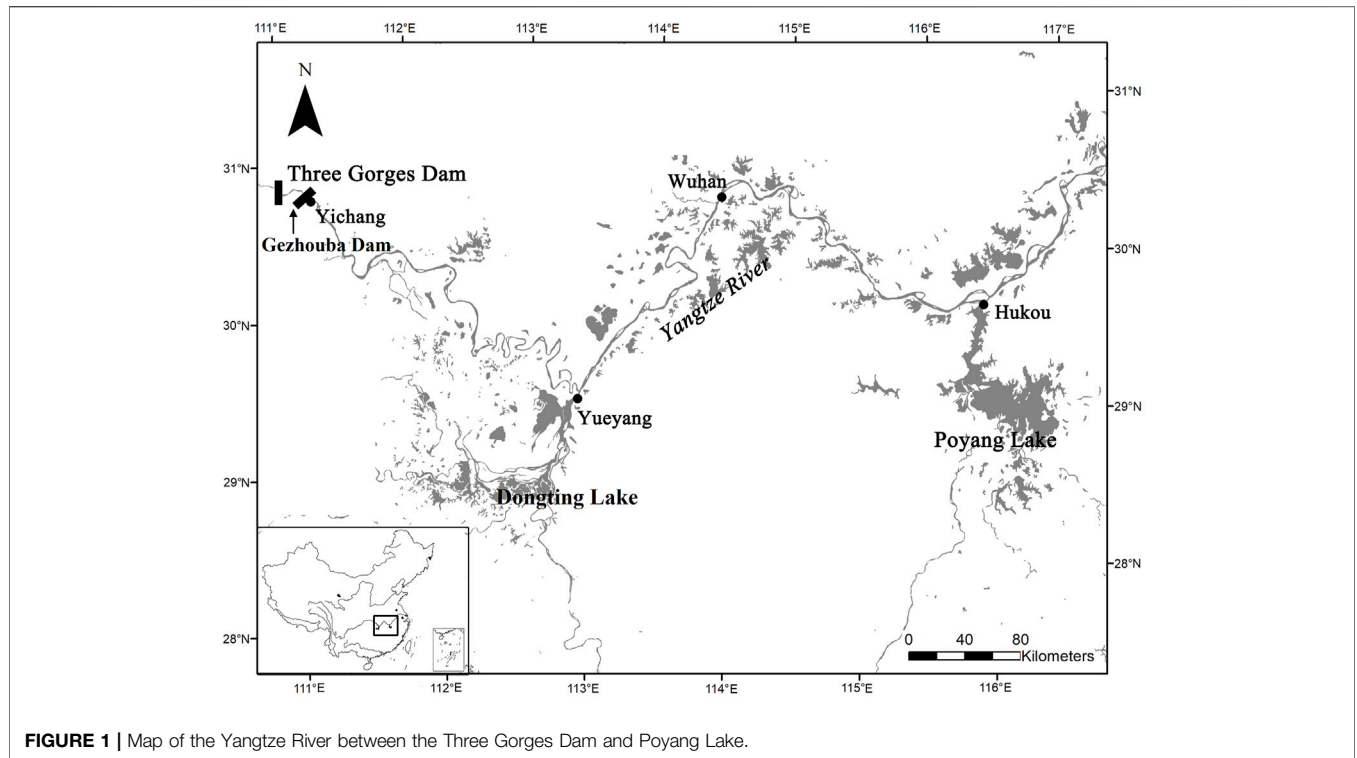 111°E 112°E 113°E 114°E 115°E 116°E 117°E
N
31°N
31°N
Three Gorges Dam
Wuhan
Yichang
Gezhouba Dam
30°N
Yangtze River
Hukou
30°N
Yueyang
29°N
Poyang Lake
29°N
Dongting Lake
28°N
28°N
0 40 80
Kilometers
111°E 112°E 113°E 114°E 115°E 116°E
FIGURE 1 | Map of the Yangtze River between the Three Gorges Dam and Poyang Lake.